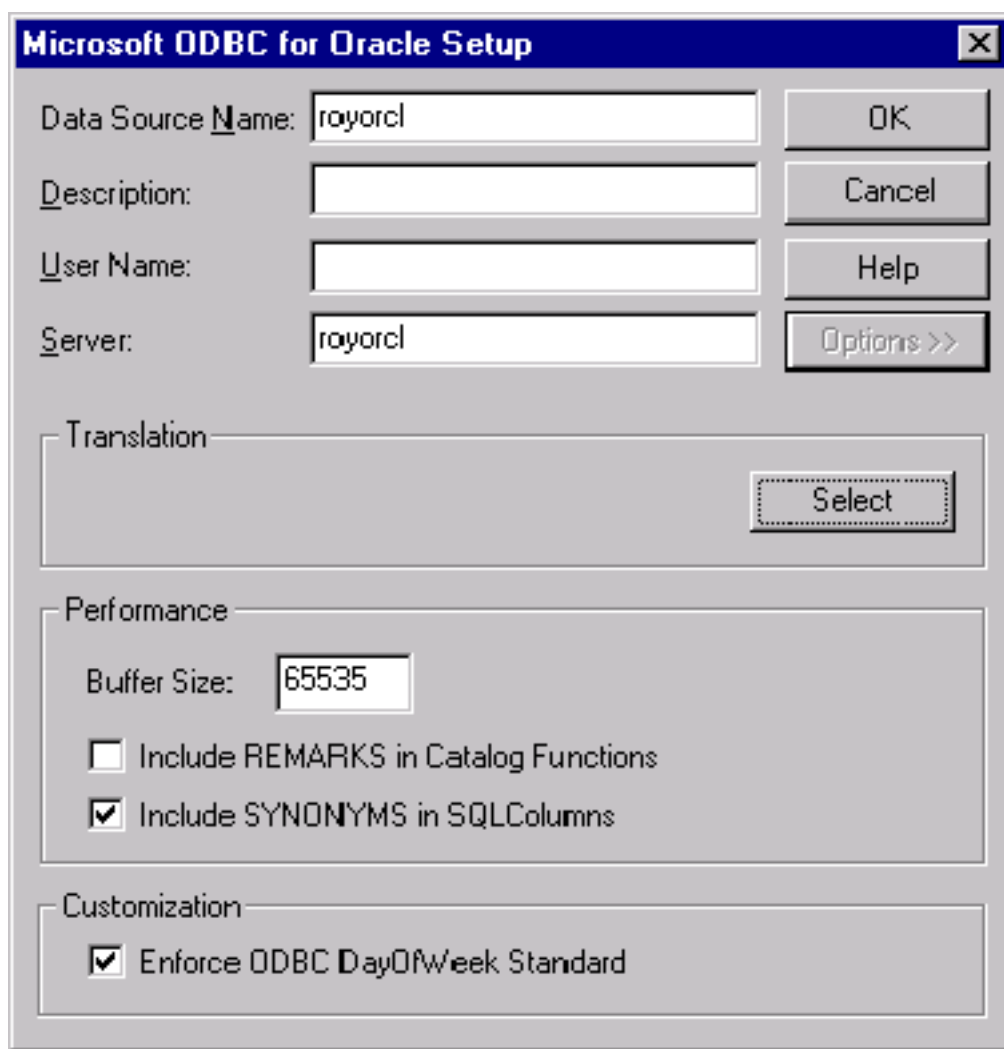 Microsoft ODBC for Oracle Setup
Data Source Name: royorcl OK
Description: Cancel
User Name: Help
Server: royorcl Options >>
Translation
Select
Performance
Buffer Size: 65535
Include REMARKS in Catalog Functions
Include SYNONYMS in SQLColumns
Customization
Enforce ODBC DayOfWeek Standard